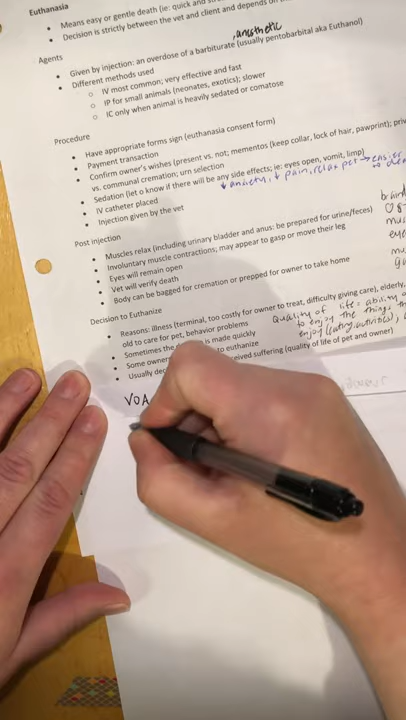 Euthanasia
• Means easy or gentle death (ie: quick and
• Decision is strictly between the vet and client and depends on
Agents
, anesthetic
• Given by injection: an overdose of a barbiturate (usually pentobarbital aka Euthanol)
• Different methods used
o IV most common; very effective and fast
o IP for small animals (neonates, exotics); slower
o IC only when animal is heavily sedated or comatose
Procedure
• Have appropriate forms sign (euthanasia consent form)
• Payment transaction
• Confirm owner's wishes (present vs. not; mementos (keep collar, lock of hair, pawprint);
vs. communal cremation; urn selection
• Sedation (let o know if there will be any side effects; ie: eyes open, vomit, limp)
↓ anxiety, ↓ pain, relax pet →
• IV catheter placed
• Injection given by the vet
Post injection
• Muscles relax (including urinary bladder and anus: be prepared for urine/feces)
• Involuntary muscle contractions; may appear to gasp or move their leg
• Eyes will remain open
• Vet will verify death
• Body can be bagged for cremation or prepped for owner to take home
Decision to Euthanize
• Reasons: illness (terminal, too costly for owner to treat, difficulty giving care), elderly,
old to care for pet, behavior problems
Quality of life = ability
to enjoy the things
enjoy (eating, activities),
• Sometimes the is made quickly
• Some owner to euthanize
• Usually suffering (quality of life of pet and owner)
VOA